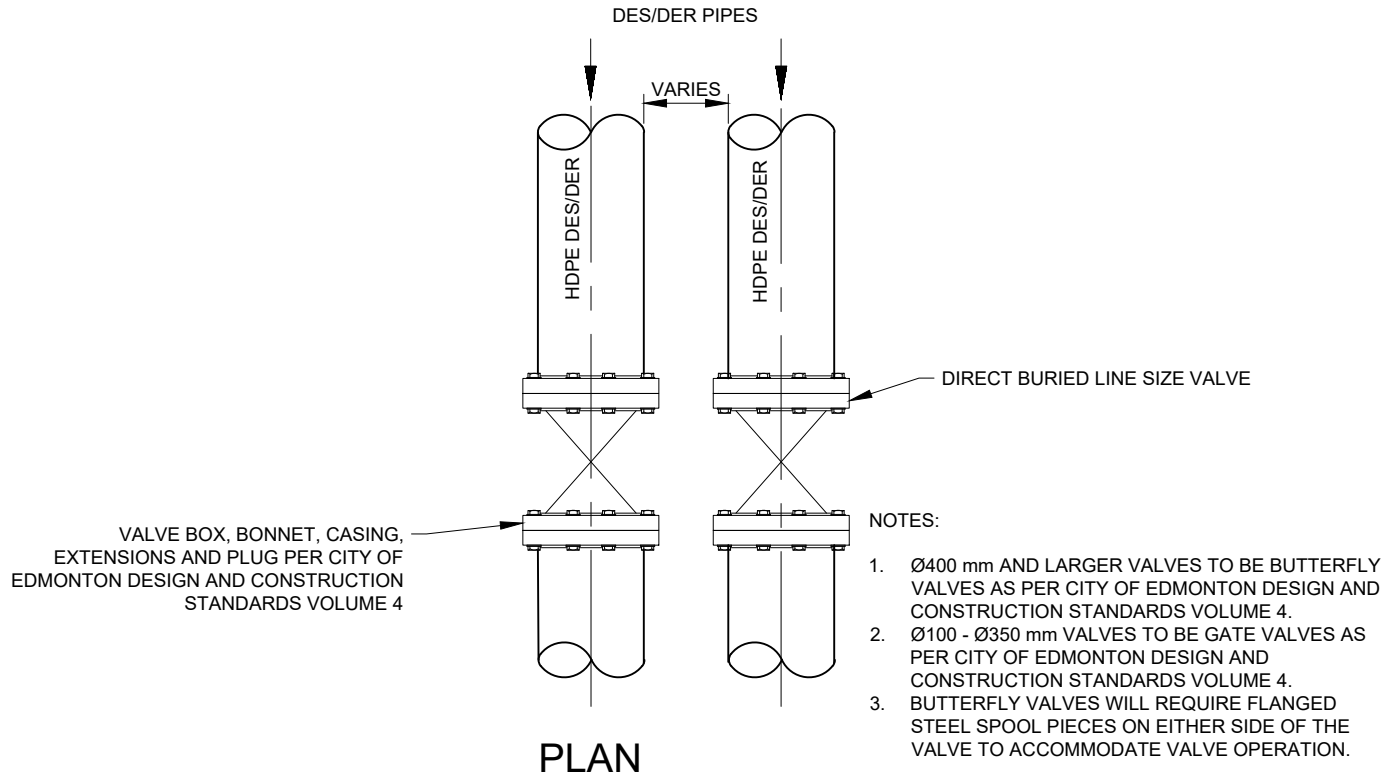 DES/DER PIPES
VARIES
HDPE DES/DER
HDPE DES/DER
DIRECT BURIED LINE SIZE VALVE
VALVE BOX, BONNET, CASING,
EXTENSIONS AND PLUG PER CITY OF
EDMONTON DESIGN AND CONSTRUCTION
STANDARDS VOLUME 4
NOTES:
1. Ø400 mm AND LARGER VALVES TO BE BUTTERFLY
VALVES AS PER CITY OF EDMONTON DESIGN AND
CONSTRUCTION STANDARDS VOLUME 4.
2. Ø100 - Ø350 mm VALVES TO BE GATE VALVES AS
PER CITY OF EDMONTON DESIGN AND
CONSTRUCTION STANDARDS VOLUME 4.
3. BUTTERFLY VALVES WILL REQUIRE FLANGED
STEEL SPOOL PIECES ON EITHER SIDE OF THE
VALVE TO ACCOMMODATE VALVE OPERATION.
PLAN